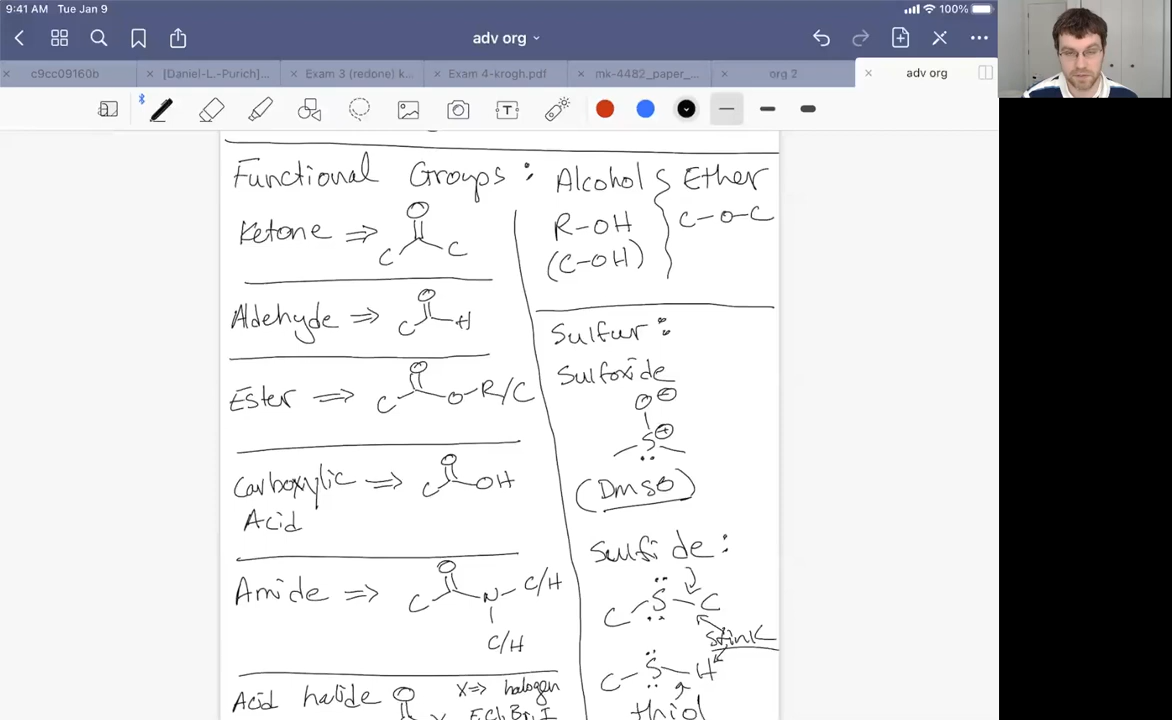 9:41 AM Tue Jan 9
100%
adv org
c9cc09160b
[Daniel-L.-Purich]...
Exam 3 (redone) k...
Exam 4-krogh.pdf
mk-4482_paper_...
org 2
adv org
Functional Groups:
Ketone ⇒ O C C
Aldehyde ⇒ O C H
Ester ⇒ O C O-R/C
Carboxylic ⇒ O C OH
Acid
Amide ⇒ O C N C/H
C/H
Acid halide O X⇒ halogen
F, Cl, Br, I
Alcohol
R-OH
(C-OH)
Ether
C-O-C
Sulfur:
Sulfoxide
O⊖
S⊕
(DMSO)
Sulfide:
C S C
stink
C S H
thiol